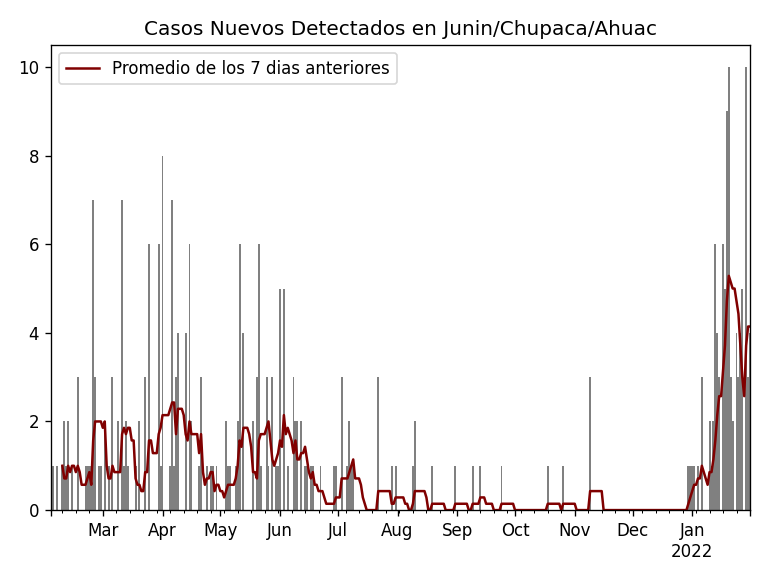 Casos Nuevos Detectados en Junin/Chupaca/Ahuac
Promedio de los 7 dias anteriores
10
8
6
4
2
0
Mar Apr May Jun Jul Aug Sep Oct Nov Dec Jan
2022